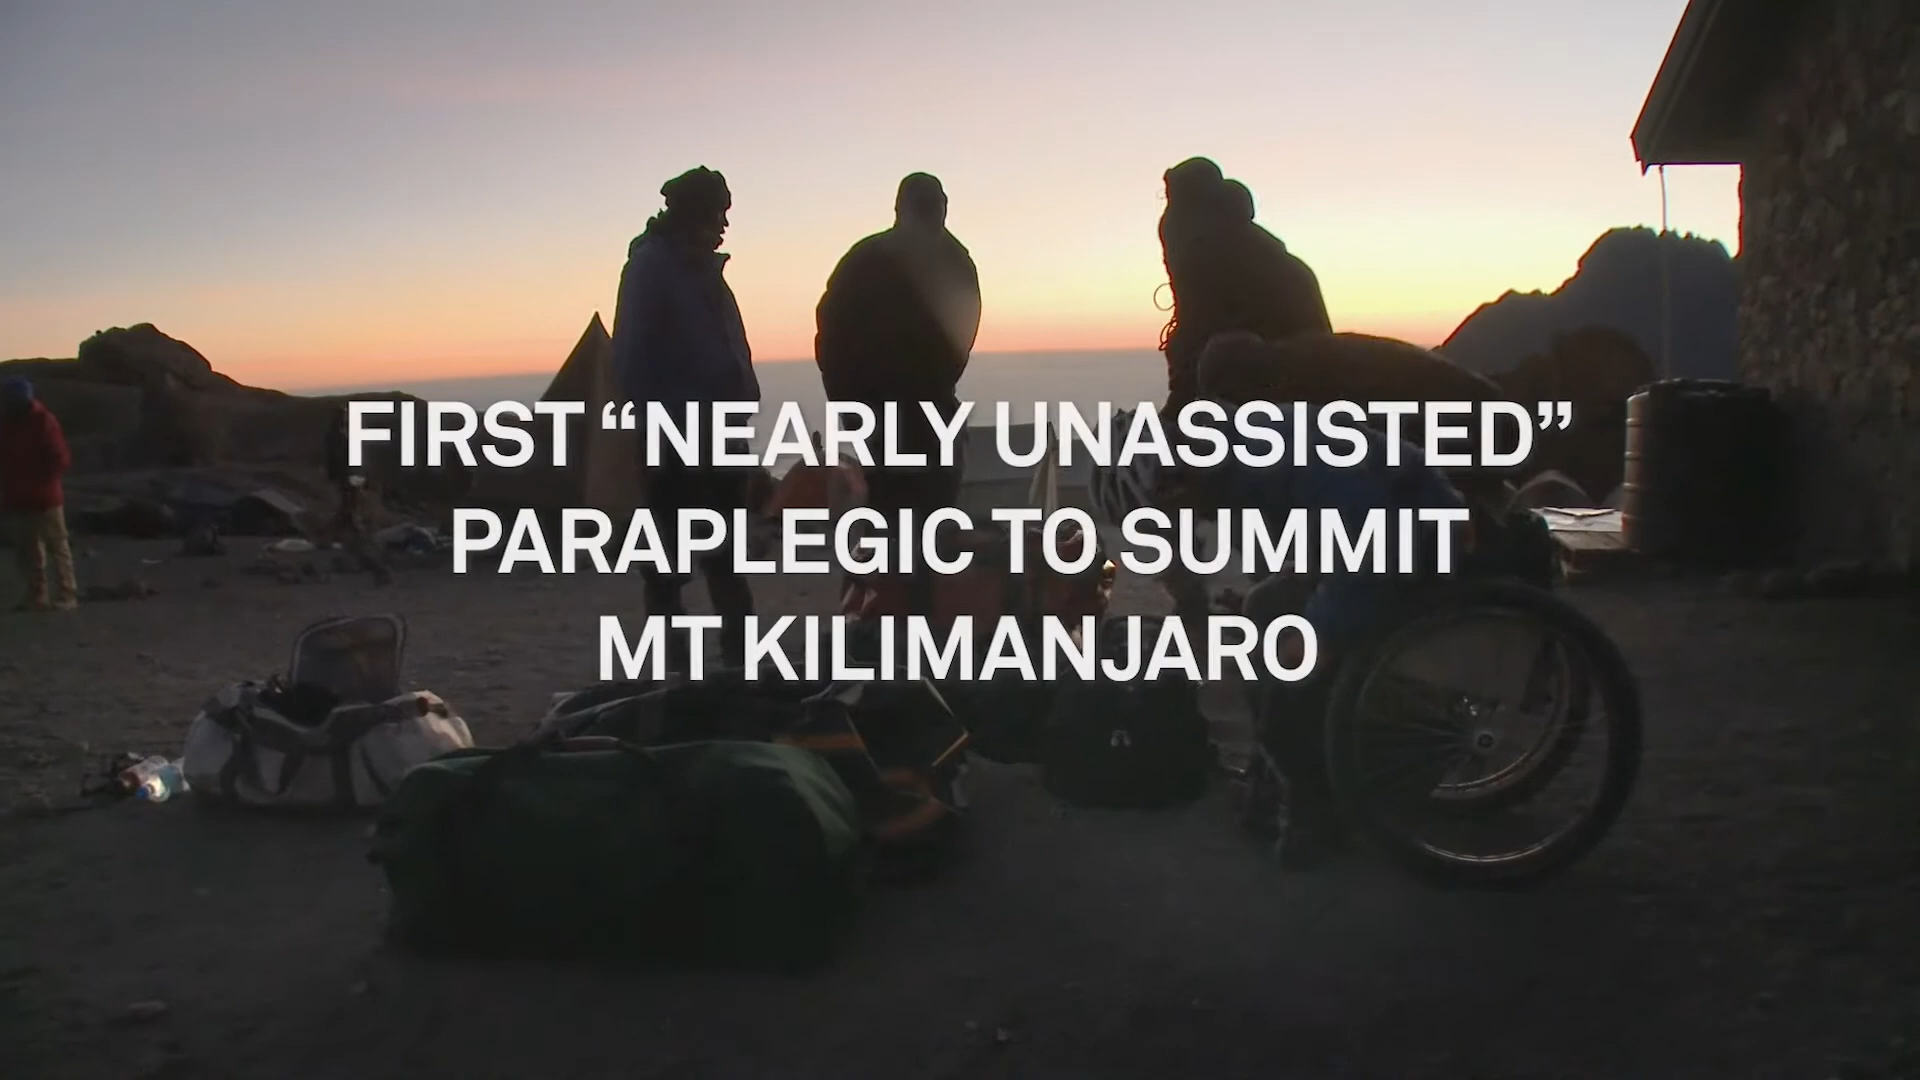 FIRST “NEARLY UNASSISTED”
PARAPLEGIC TO SUMMIT
MT KILIMANJARO